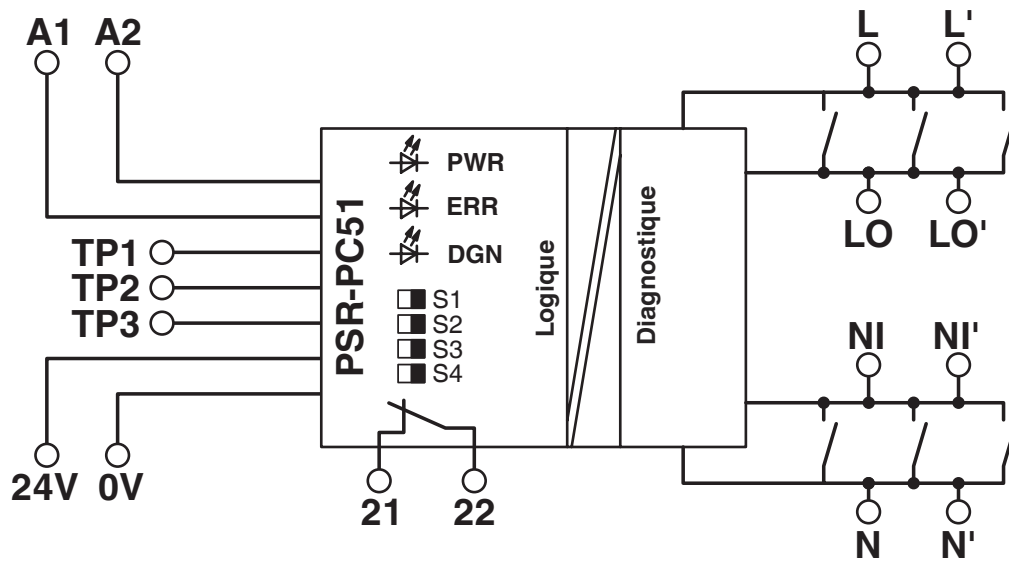 A1 A2
L L'
PWR
ERR
DGN
PSR-PC51
TP1
TP2
TP3
S1
S2
S3
S4
Logique
Diagnostique
LO LO'
NI NI'
24V 0V
21 22
N N'